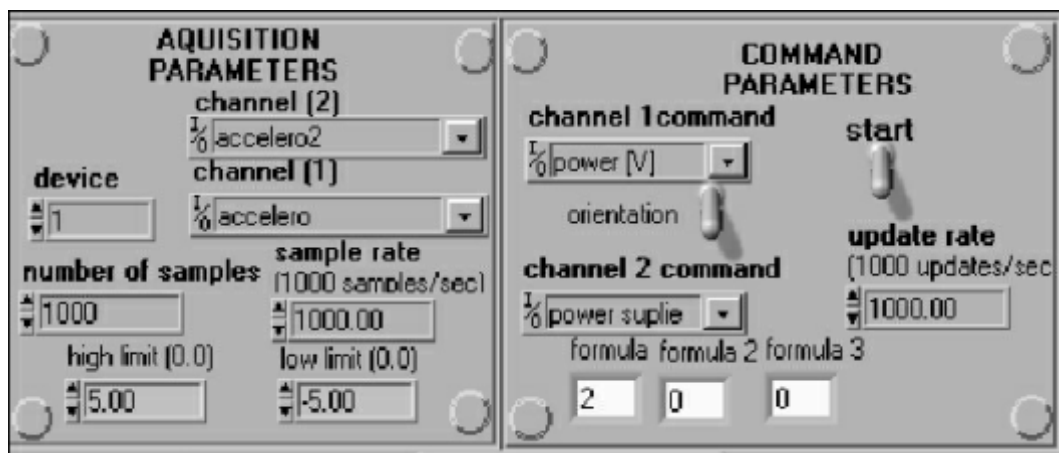 AQUISITION
PARAMETERS
channel (2)
I/O accelero2
device
channel (1)
1
I/O accelero
number of samples
sample rate
(1000 samples/sec)
1000
1000.00
high limit (0.0)
low limit (0.0)
5.00
-5.00
COMMAND
PARAMETERS
channel 1command
start
I/O power [V]
orientation
update rate
channel 2 command
(1000 updates/sec
I/O power suplie
1000.00
formula
formula 2
formula 3
2
0
0